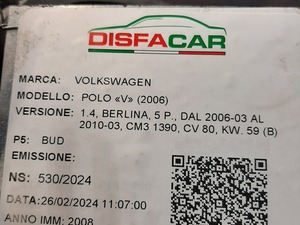 DISFACAR
MARCA: VOLKSWAGEN
MODELLO: POLO «V» (2006)
VERSIONE: 1.4, BERLINA, 5 P., DAL 2006-03 AL
2010-03, CM3 1390, CV 80, KW. 59 (B)
P5: BUD
EMISSIONE:
NS: 530/2024
DATA: 26/02/2024 11:07:00
ANNO IMM: 2008